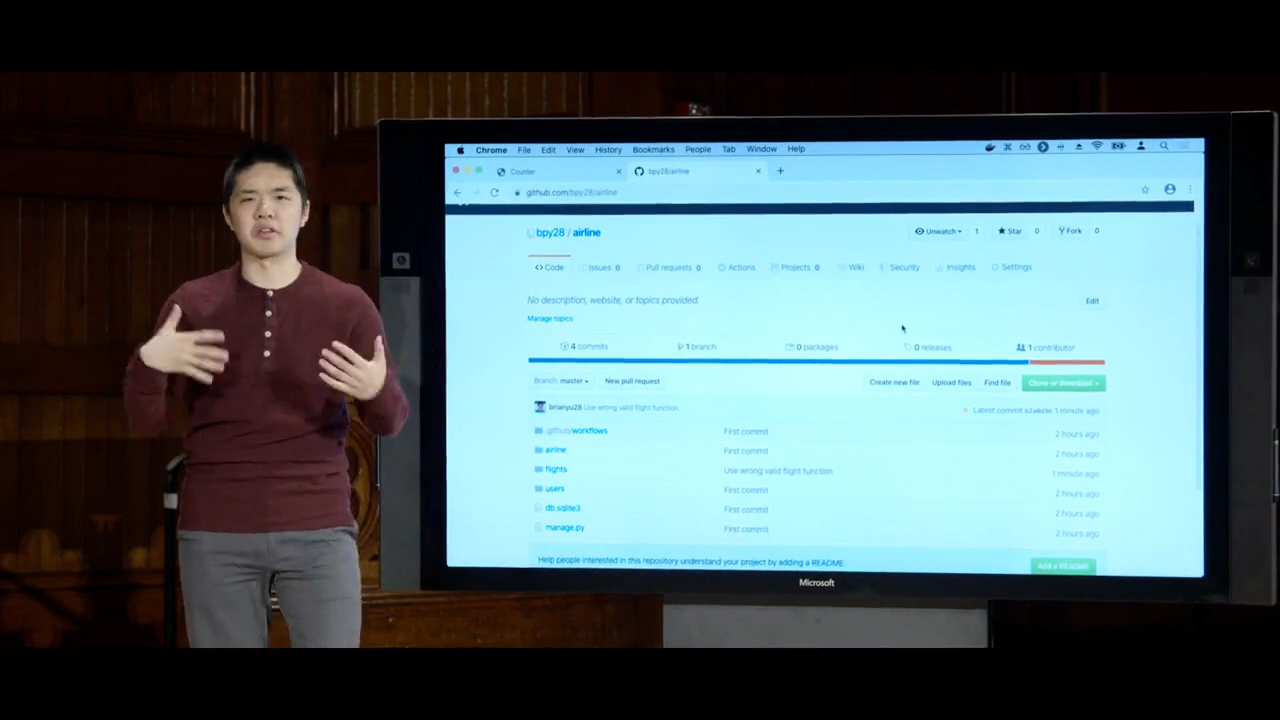 Chrome File Edit View History Bookmarks People Tab Window Help
Counter
bpy28/airline
github.com/bpy28/airline
bpy28 / airline
Unwatch 1 Star 0 Fork 0
Code Issues 0 Pull requests 0 Actions Projects 0 Wiki Security Insights Settings
No description, website, or topics provided.
Edit
Manage topics
4 commits 1 branch 0 packages 0 releases 1 contributor
Branch: master New pull request Create new file Upload files Find file Clone or download
brianyu28 Use wrong valid flight function Latest commit 1 minute ago
.github/workflows First commit 2 hours ago
airline First commit 2 hours ago
flights Use wrong valid flight function 1 minute ago
users First commit 2 hours ago
db.sqlite3 First commit 2 hours ago
manage.py First commit 2 hours ago
Help people interested in this repository understand your project by adding a README. Add a README
Microsoft